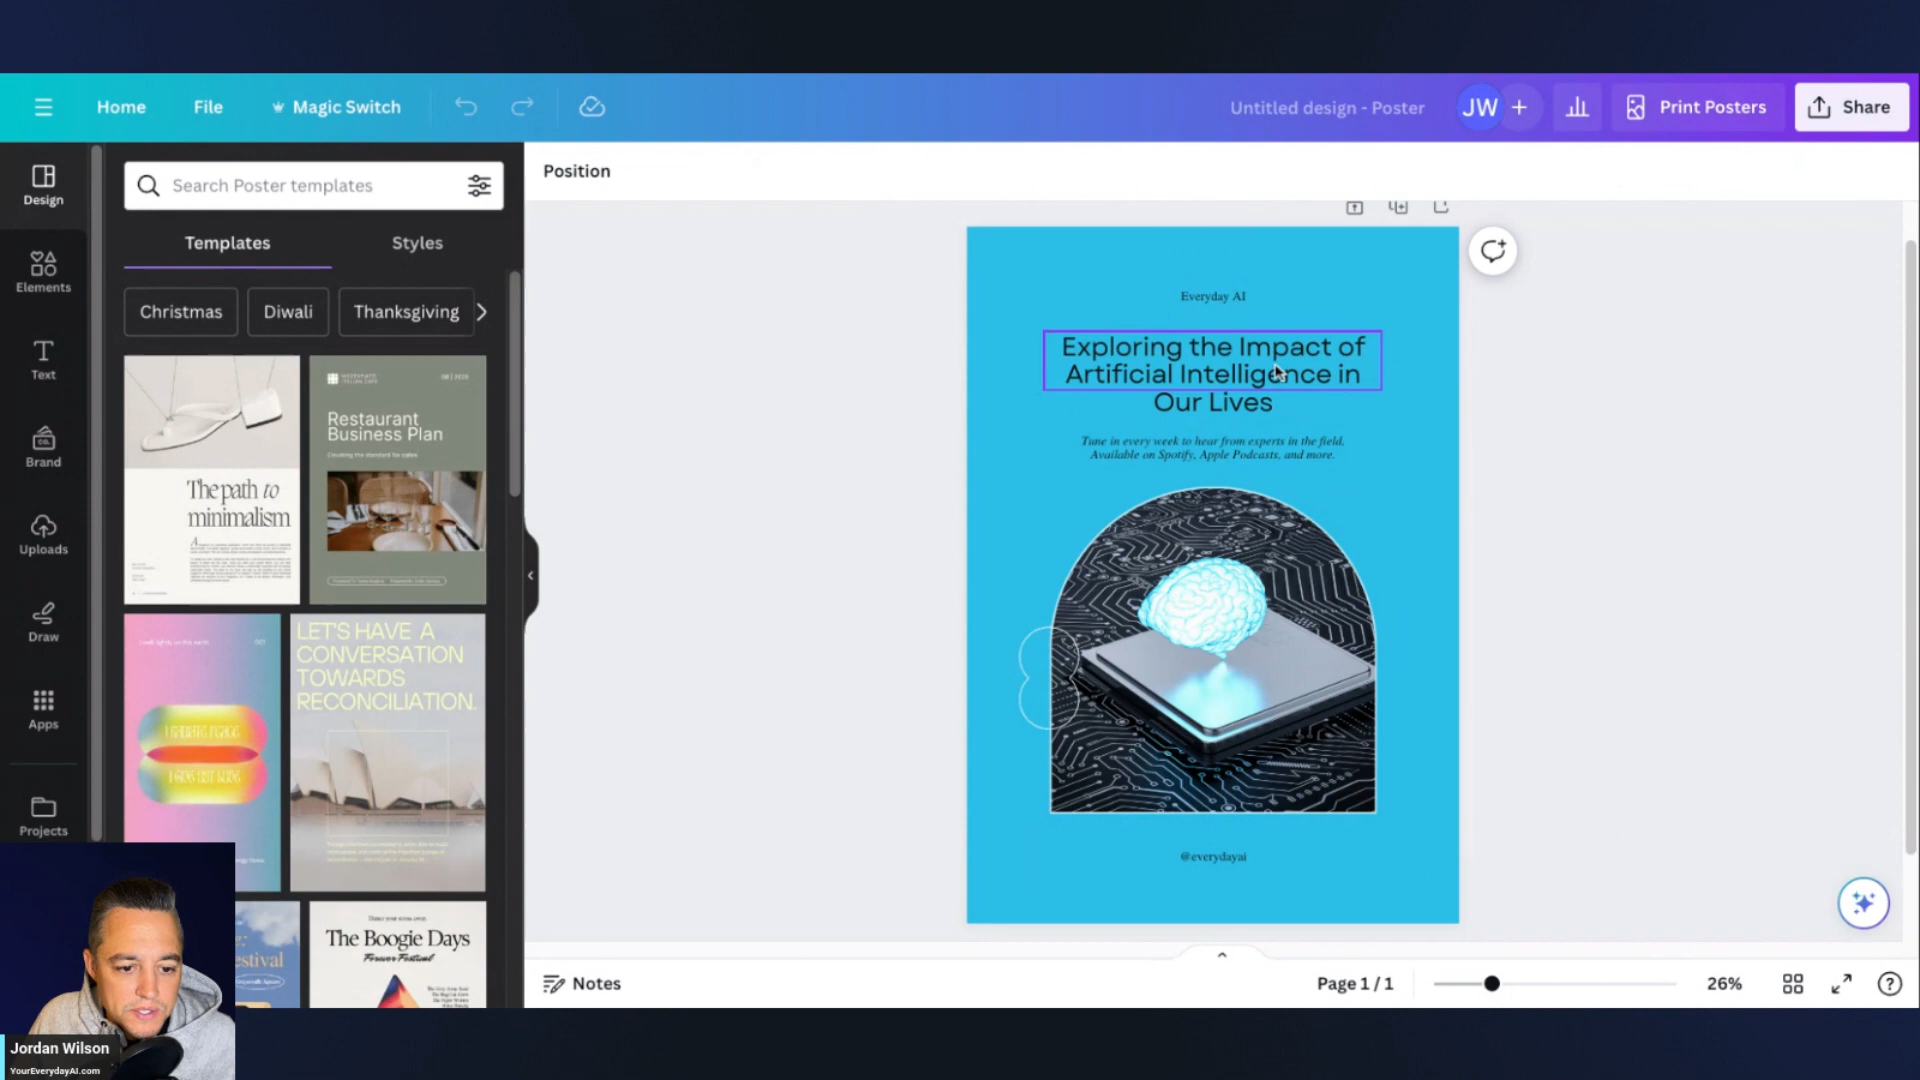 Home
File
Magic Switch
Untitled design - Poster
JW
+
Print Posters
Share
Design
Elements
Text
Brand
Uploads
Draw
Apps
Projects
Search Poster templates
Templates
Styles
Christmas
Diwali
Thanksgiving
The path to
minimalism
Restaurant
Business Plan
LET'S HAVE A
CONVERSATION
TOWARDS
RECONCILIATION.
estival
The Boogie Days
Forever Festival
Position
Everyday AI
Exploring the Impact of
Artificial Intelligence in
Our Lives
Tune in every week to hear from experts in the field.
Available on Spotify, Apple Podcasts, and more.
@everydayai
Notes
Page 1 / 1
26%
Jordan Wilson
YourEverydayAI.com